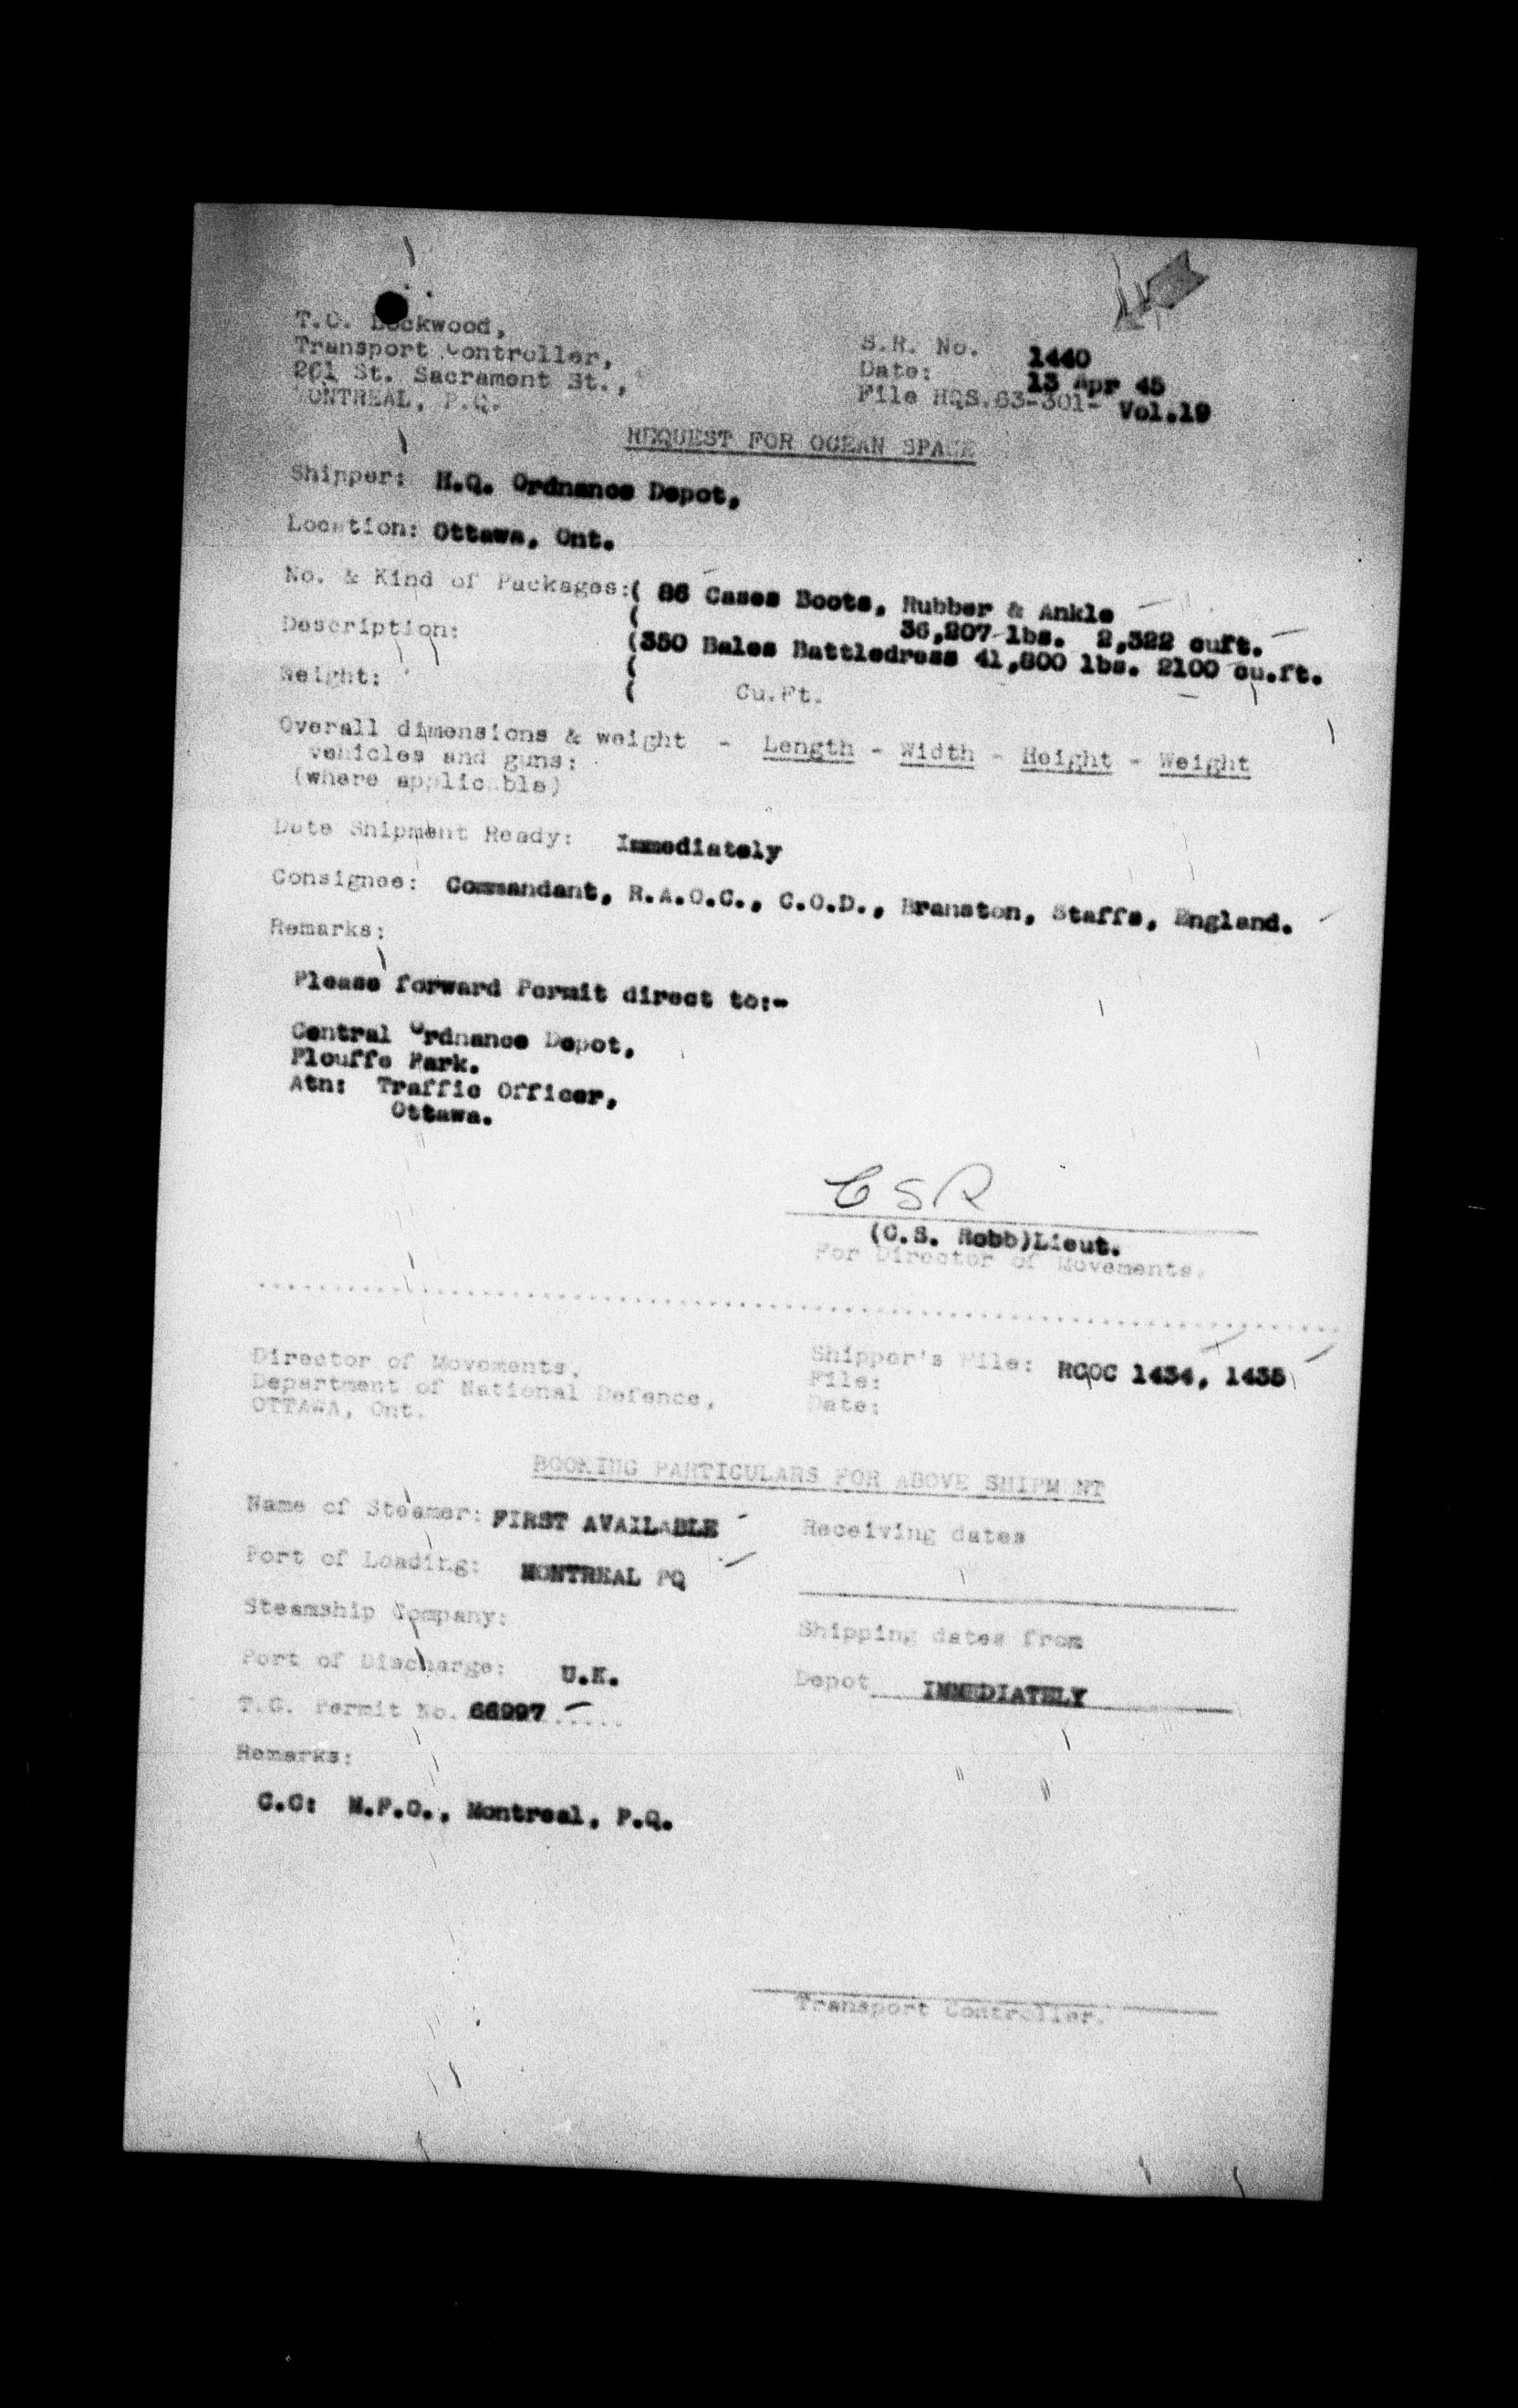 T.C. Lockwood,
Transport Controller,
201 St. Sacrament St.,
MONTREAL, P.Q.
S.R. No. 1440
Date: 13 Apr 45
File HQS.63-301- Vol.19
REQUEST FOR OCEAN SPACE
Shipper: H.Q. Ordnance Depot,
Location: Ottawa, Ont.
No. & Kind of Packages:( 86 Cases Boots, Rubber & Ankle
( 36,207 lbs. 2,322 cuft.
Description: (350 Bales Battledress 41,800 lbs. 2100 cu.ft.
(
Weight: ( Cu.Ft.
Overall dimensions & weight - Length - Width - Height - Weight
vehicles and guns:
(where applicable)
Date Shipment Ready: Immediately
Consignee: Commandant, R.A.O.C., C.O.D., Branston, Staffs, England.
Remarks:
Please forward Permit direct to:-
Central Ordnance Depot,
Plouffe Park.
Atn: Traffic Officer,
Ottawa.
CSR
(C.S. Robb)Lieut.
For Director of Movements.
Director of Movements,
Department of National Defence,
OTTAWA, Ont.
Shipper's File: RCOC 1434, 1435
File:
Date:
BOOKING PARTICULARS FOR ABOVE SHIPMENT
Name of Steamer: FIRST AVAILABLE
Receiving dates
Port of Loading: MONTREAL PQ
Steamship Company:
Shipping dates from
Port of Discharge: U.K.
Depot IMMEDIATELY
T.C. Permit No. 66997 .....
Remarks:
C.C: M.F.O., Montreal, P.Q.
Transport Controller.